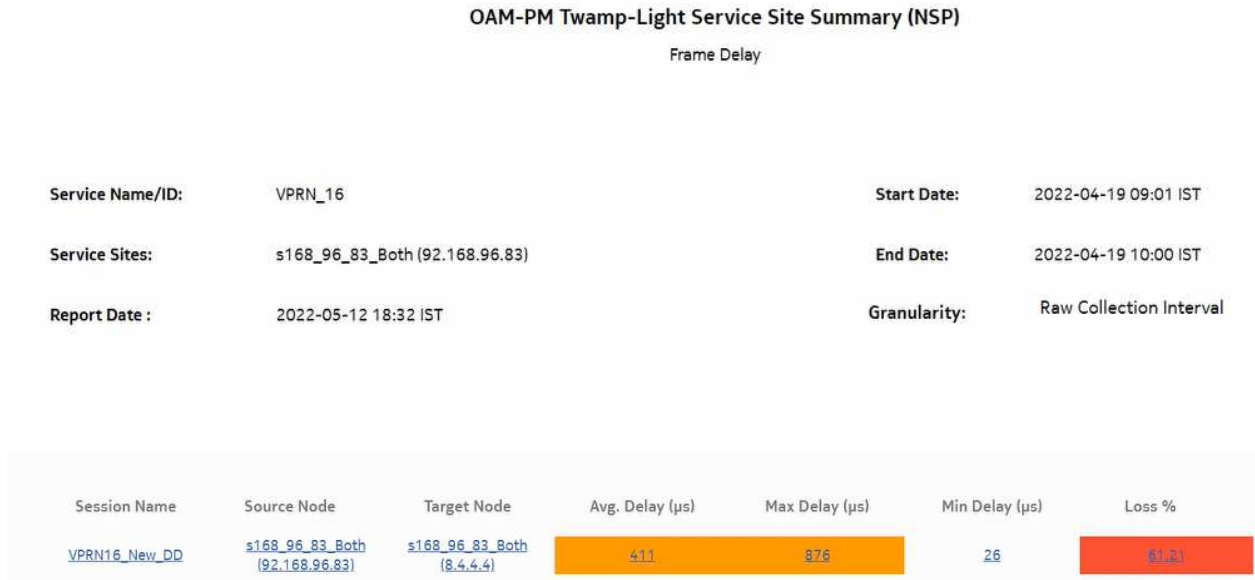 OAM-PM Twamp-Light Service Site Summary (NSP)
Frame Delay
Service Name/ID: VPRN_16 Start Date: 2022-04-19 09:01 IST
Service Sites: s168_96_83_Both (92.168.96.83) End Date: 2022-04-19 10:00 IST
Report Date : 2022-05-12 18:32 IST Granularity: Raw Collection Interval
Session Name Source Node Target Node Avg. Delay (µs) Max Delay (µs) Min Delay (µs) Loss %
VPRN16_New_DD s168_96_83_Both (92.168.96.83) s168_96_83_Both (8.4.4.4) 411 876 26 61.21